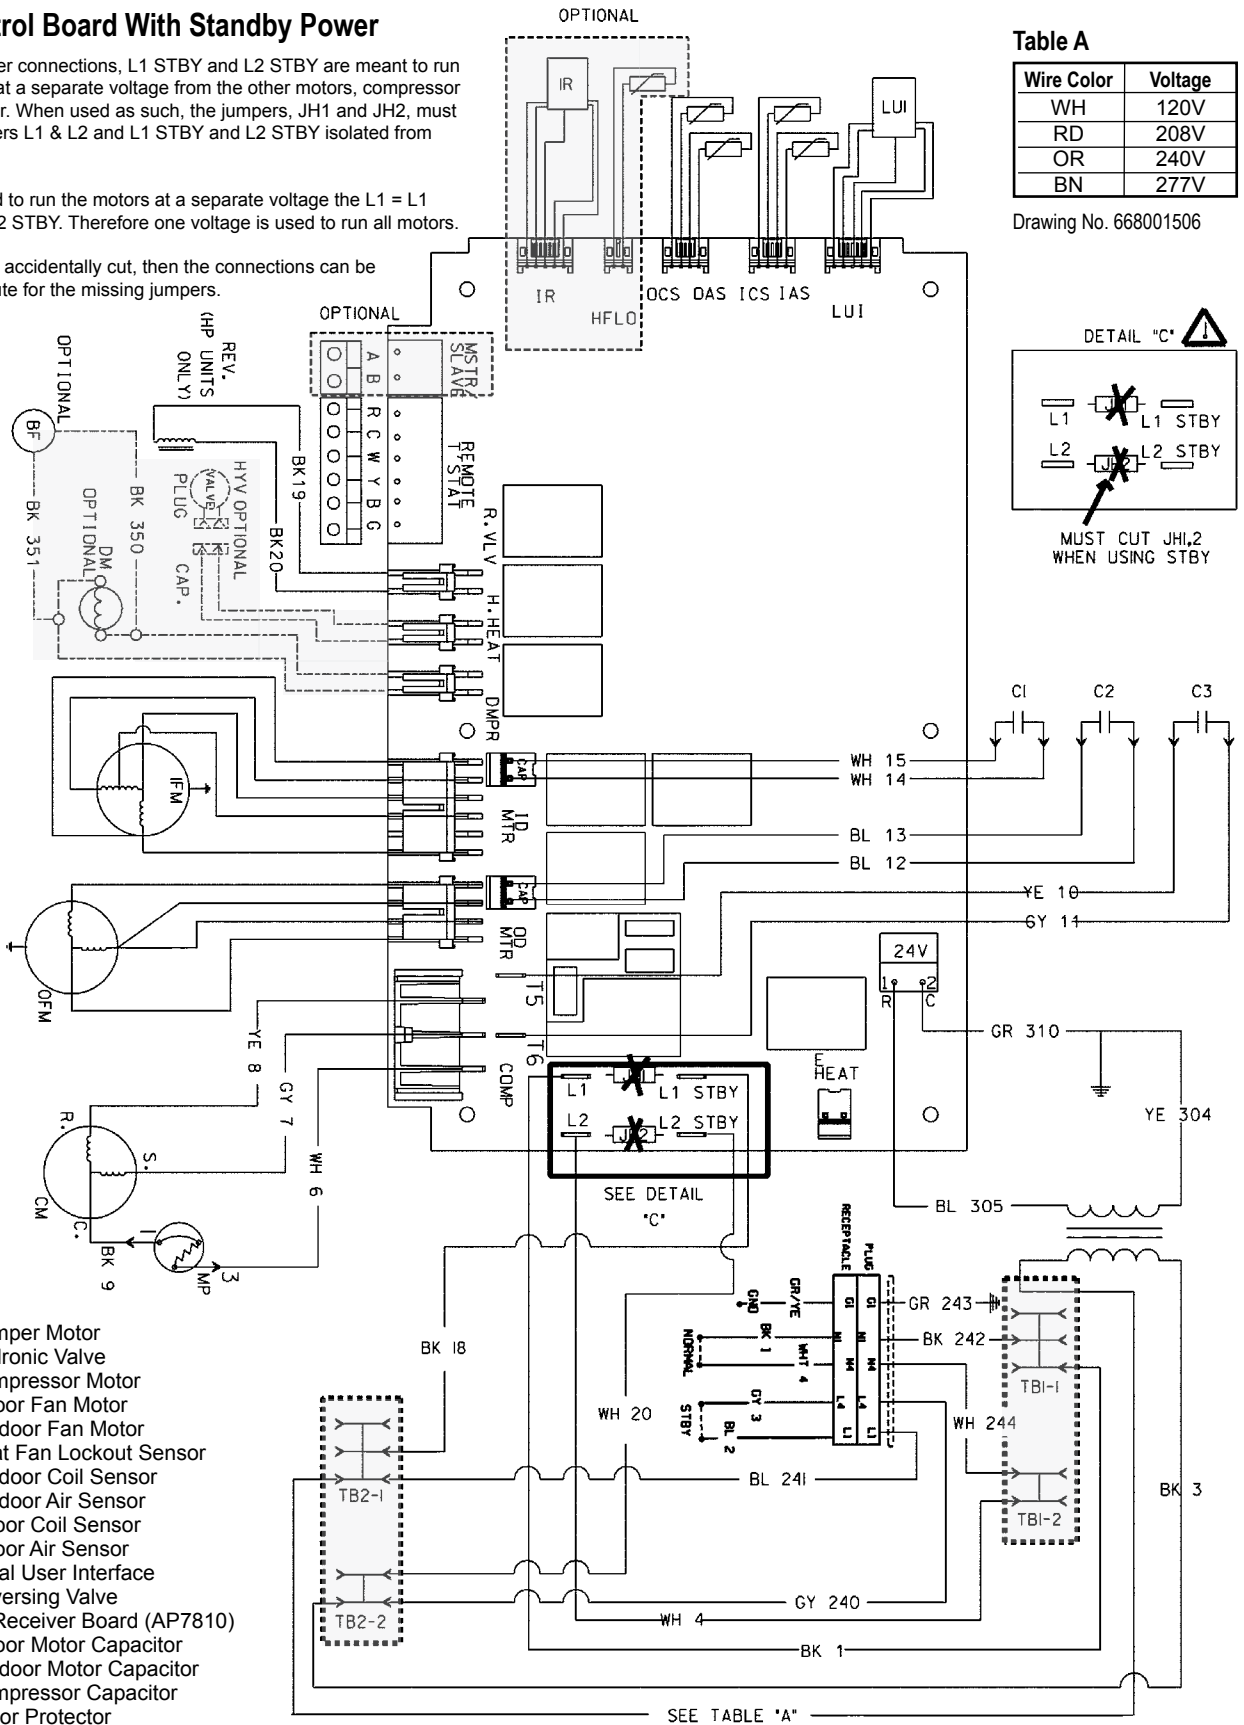 trol Board With Standby Power
er connections, L1 STBY and L2 STBY are meant to run
at a separate voltage from the other motors, compressor
r. When used as such, the jumpers, JH1 and JH2, must
ers L1 & L2 and L1 STBY and L2 STBY isolated from
d to run the motors at a separate voltage the L1 = L1
2 STBY. Therefore one voltage is used to run all motors.
accidentally cut, then the connections can be
ute for the missing jumpers.
OPTIONAL
IR
LUI
IR
HFLO
OCS OAS ICS IAS
LUI
Table A
Wire Color Voltage
WH 120V
RD 208V
OR 240V
BN 277V
Drawing No. 668001506
DETAIL "C"
L1
L1 STBY
L2
JH2
L2 STBY
MUST CUT JH1,2
WHEN USING STBY
OPTIONAL
A
B
MSTR/
SLAVE
R
C
W
Y
B
G
REMOTE
T'STAT
REV.
(HP UNITS
ONLY)
OPTIONAL
BF
BK 351
BK 350
DM
OPTIONAL
HYV OPTIONAL
VALVE
PLUG
CAP.
BK19
BK20
R.VLV
H.HEAT
DMPR
IFM
CAP
ID
MTR
OFM
CAP
OD
MTR
C1
C2
C3
WH 15
WH 14
BL 13
BL 12
YE 10
GY 11
T5
T6
COMP
24V
1 2
R C
E
HEAT
GR 310
YE 304
BL 305
YE 8
GY 7
WH 6
R.
S.
C.
CM
BK 9
1
MP
3
L1
L1 STBY
L2
L2 STBY
SEE DETAIL
"C"
RECEPTACLE
PLUG
GND
GR/YE
G1 G1
GR 243
NORMAL
BK 1
N1 N1
BK 242
WHT 4
N4 N4
WH 244
STBY
GY 3
L4 L4
BL 2
L1 L1
BK 18
WH 20
BL 241
GY 240
WH 4
BK 1
BK 3
TB1-1
TB1-2
TB2-1
TB2-2
SEE TABLE "A"
mper Motor
dronic Valve
mpressor Motor
oor Fan Motor
door Fan Motor
at Fan Lockout Sensor
door Coil Sensor
door Air Sensor
oor Coil Sensor
oor Air Sensor
al User Interface
versing Valve
Receiver Board (AP7810)
oor Motor Capacitor
door Motor Capacitor
mpressor Capacitor
or Protector